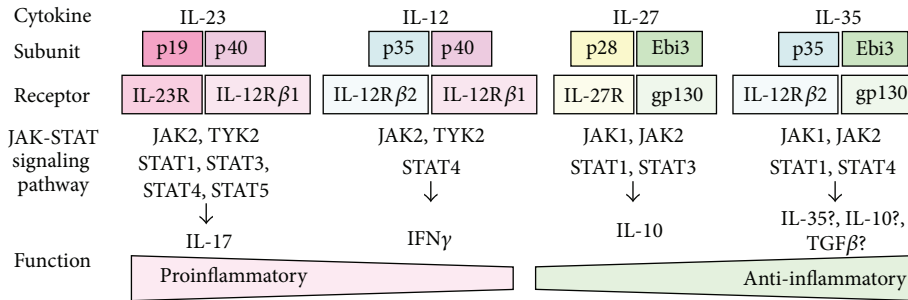 Cytokine IL-23 IL-12 IL-27 IL-35
Subunit p19 p40 p35 p40 p28 Ebi3 p35 Ebi3
Receptor IL-23R IL-12Rβ1 IL-12Rβ2 IL-12Rβ1 IL-27R gp130 IL-12Rβ2 gp130
JAK-STAT JAK2, TYK2 JAK2, TYK2 JAK1, JAK2 JAK1, JAK2
signaling STAT1, STAT3, STAT4 STAT1, STAT3 STAT1, STAT4
pathway STAT4, STAT5
↓ ↓ ↓ ↓
IL-35?, IL-10?,
IL-17 IFNγ IL-10 TGFβ?
Function Proinflammatory Anti-inflammatory